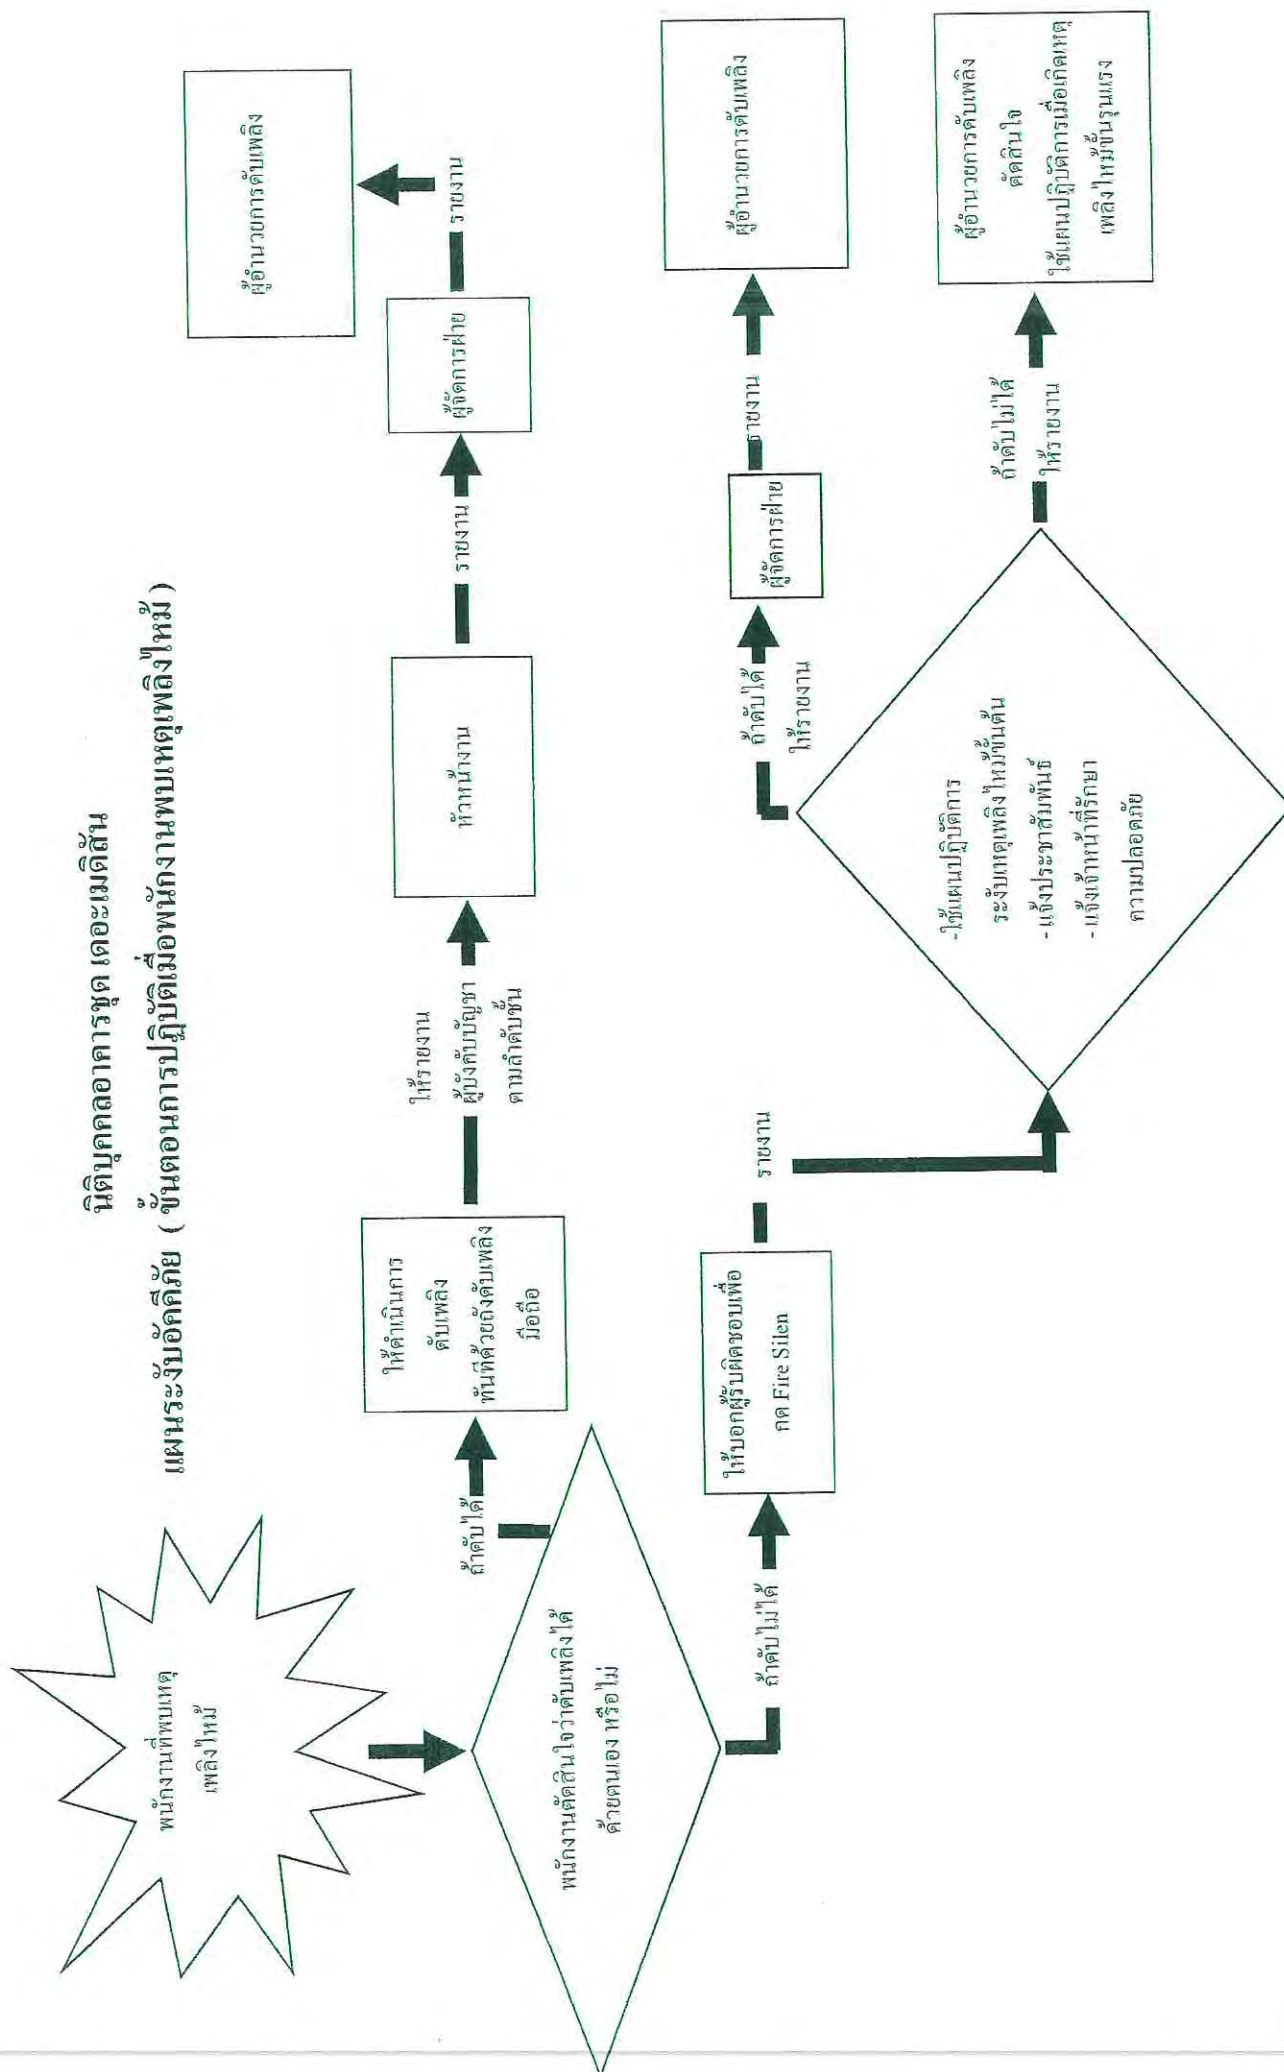 นิติบุคคลอาคารชุด เดอะเมดิสัน
แผนระงับอัคคีภัย ( ขั้นตอนการปฏิบัติเมื่อพนักงานพบเหตุเพลิงไหม้ )
พนักงานที่พบเหตุ
เพลิงไหม้
พนักงานตัดสินใจว่าดับเพลิงได้
ด้วยตนเอง หรือ ไม่
ถ้าดับได้
ให้ดำเนินการ
ดับเพลิง
ทันทีด้วยถังดับเพลิง
มือถือ
ให้รายงาน
ผู้บังคับบัญชา
ตามลำดับชั้น
หัวหน้างาน
รายงาน
ผู้จัดการฝ่าย
รายงาน
ผู้อำนวยการดับเพลิง
ถ้าดับไม่ได้
ให้บอกผู้รับผิดชอบเพื่อ
กด Fire Silen
รายงาน
-ใช้แผนปฏิบัติการ
ระงับเหตุเพลิงไหม้ขั้นต้น
- แจ้งประชาสัมพันธ์
- แจ้งเจ้าหน้าที่รักษา
ความปลอดภัย
ถ้าดับได้
ให้รายงาน
ผู้จัดการฝ่าย
รายงาน
ผู้อำนวยการดับเพลิง
ถ้าดับไม่ได้
ให้รายงาน
ผู้อำนวยการดับเพลิง
ตัดสินใจ
ใช้แผนปฏิบัติการเมื่อเกิดเหตุ
เพลิงไหม้ขั้นรุนแรง